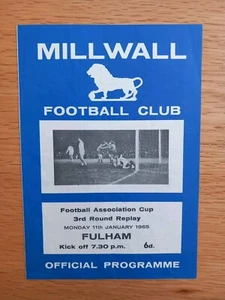 MILLWALL
FOOTBALL CLUB
Football Association Cup
3rd Round Replay
MONDAY 11th JANUARY 1965
FULHAM
Kick off 7.30 p.m. 6d.
OFFICIAL PROGRAMME